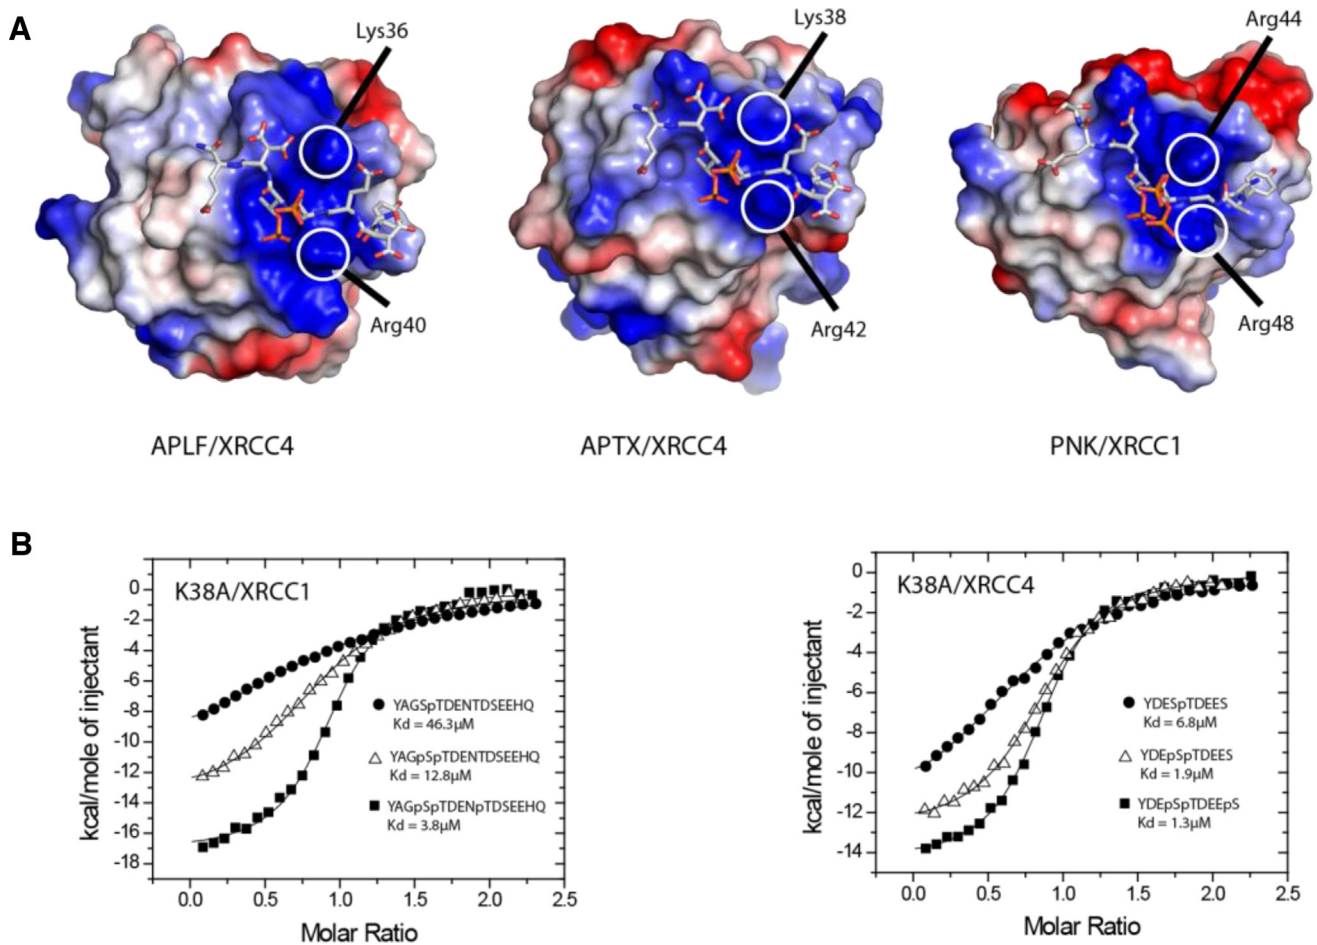 A
Lys36
Lys38
Arg44
Arg40
Arg42
Arg48
APLF/XRCC4
APTX/XRCC4
PNK/XRCC1
B
K38A/XRCC1
kcal/mole of injectant
0
-2
-4
-6
-8
-10
-12
-14
-16
-18
YAGSpTDENTDSEEHQ
Kd = 46.3µM
YAGpSpTDENTDSEEHQ
Kd = 12.8µM
YAGpSpTDENpTDSEEHQ
Kd = 3.8µM
0.0 0.5 1.0 1.5 2.0 2.5
Molar Ratio
K38A/XRCC4
kcal/mole of injectant
0
-2
-4
-6
-8
-10
-12
-14
YDESpTDEES
Kd = 6.8µM
YDEpSpTDEES
Kd = 1.9µM
YDEpSpTDEEpS
Kd = 1.3µM
0.0 0.5 1.0 1.5 2.0 2.5
Molar Ratio